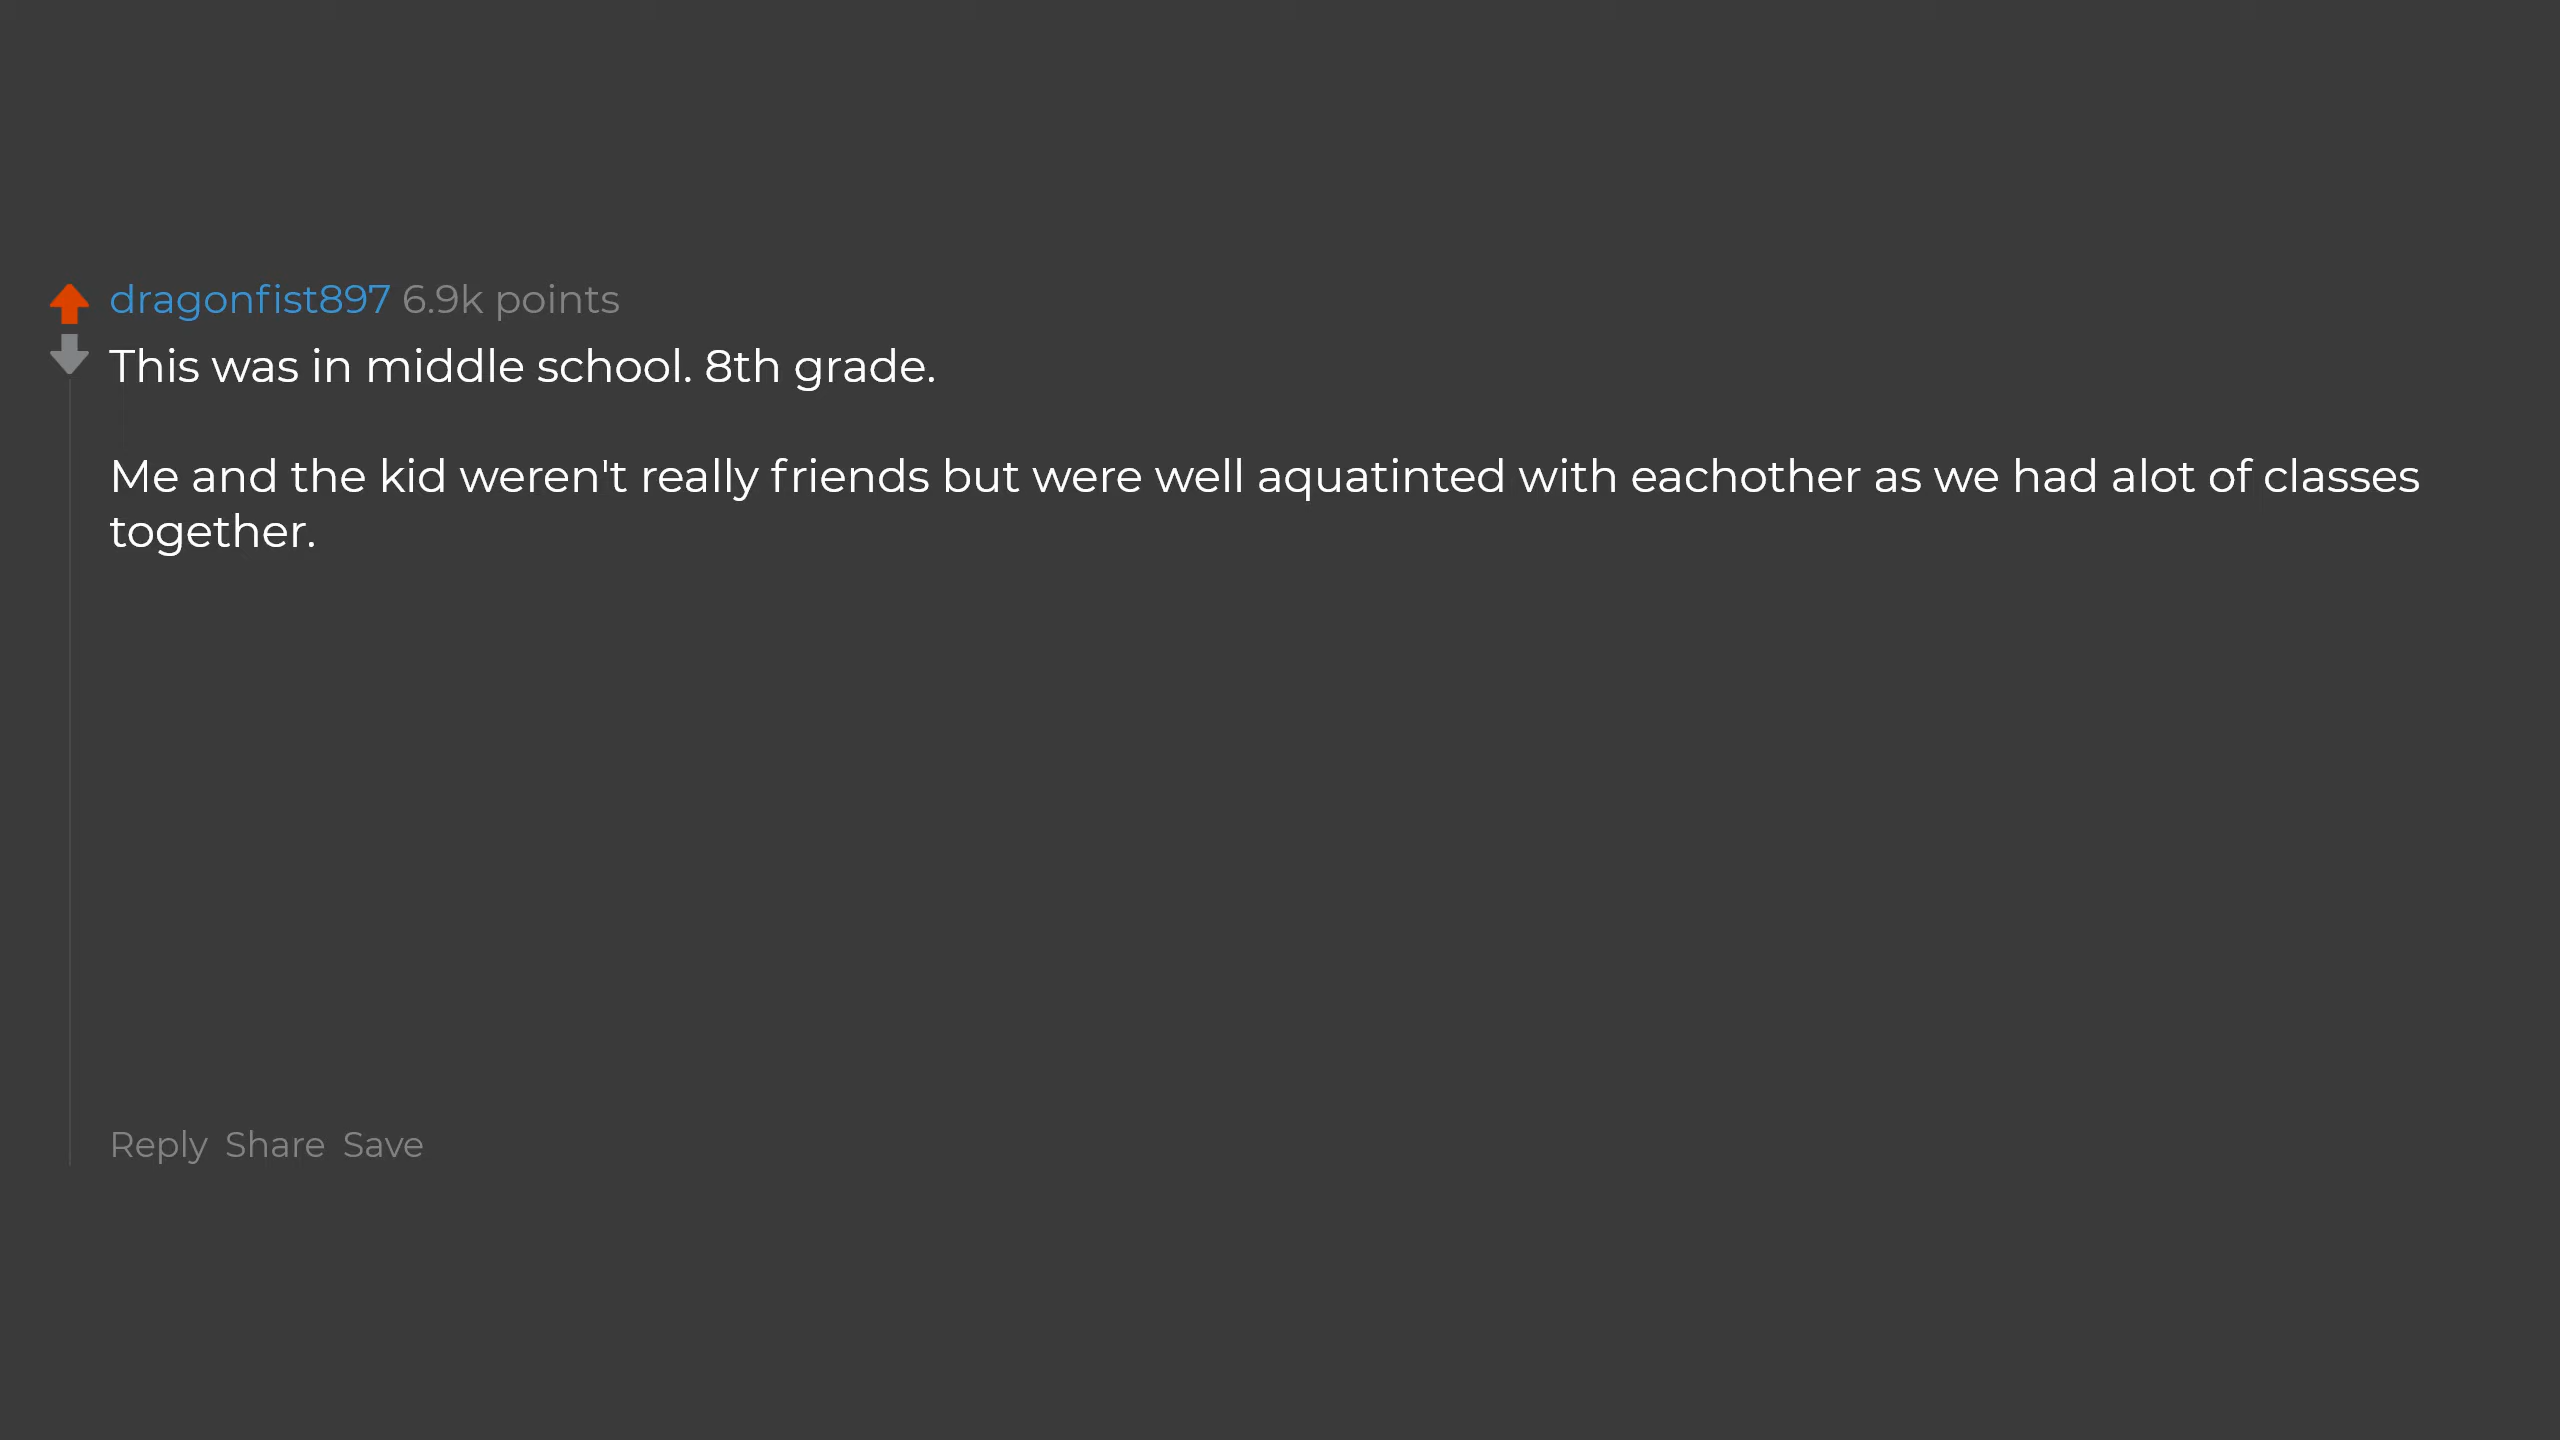 dragonfist897 6.9k points
This was in middle school. 8th grade.
Me and the kid weren't really friends but were well aquatinted with eachother as we had alot of classes
together.
Reply Share Save